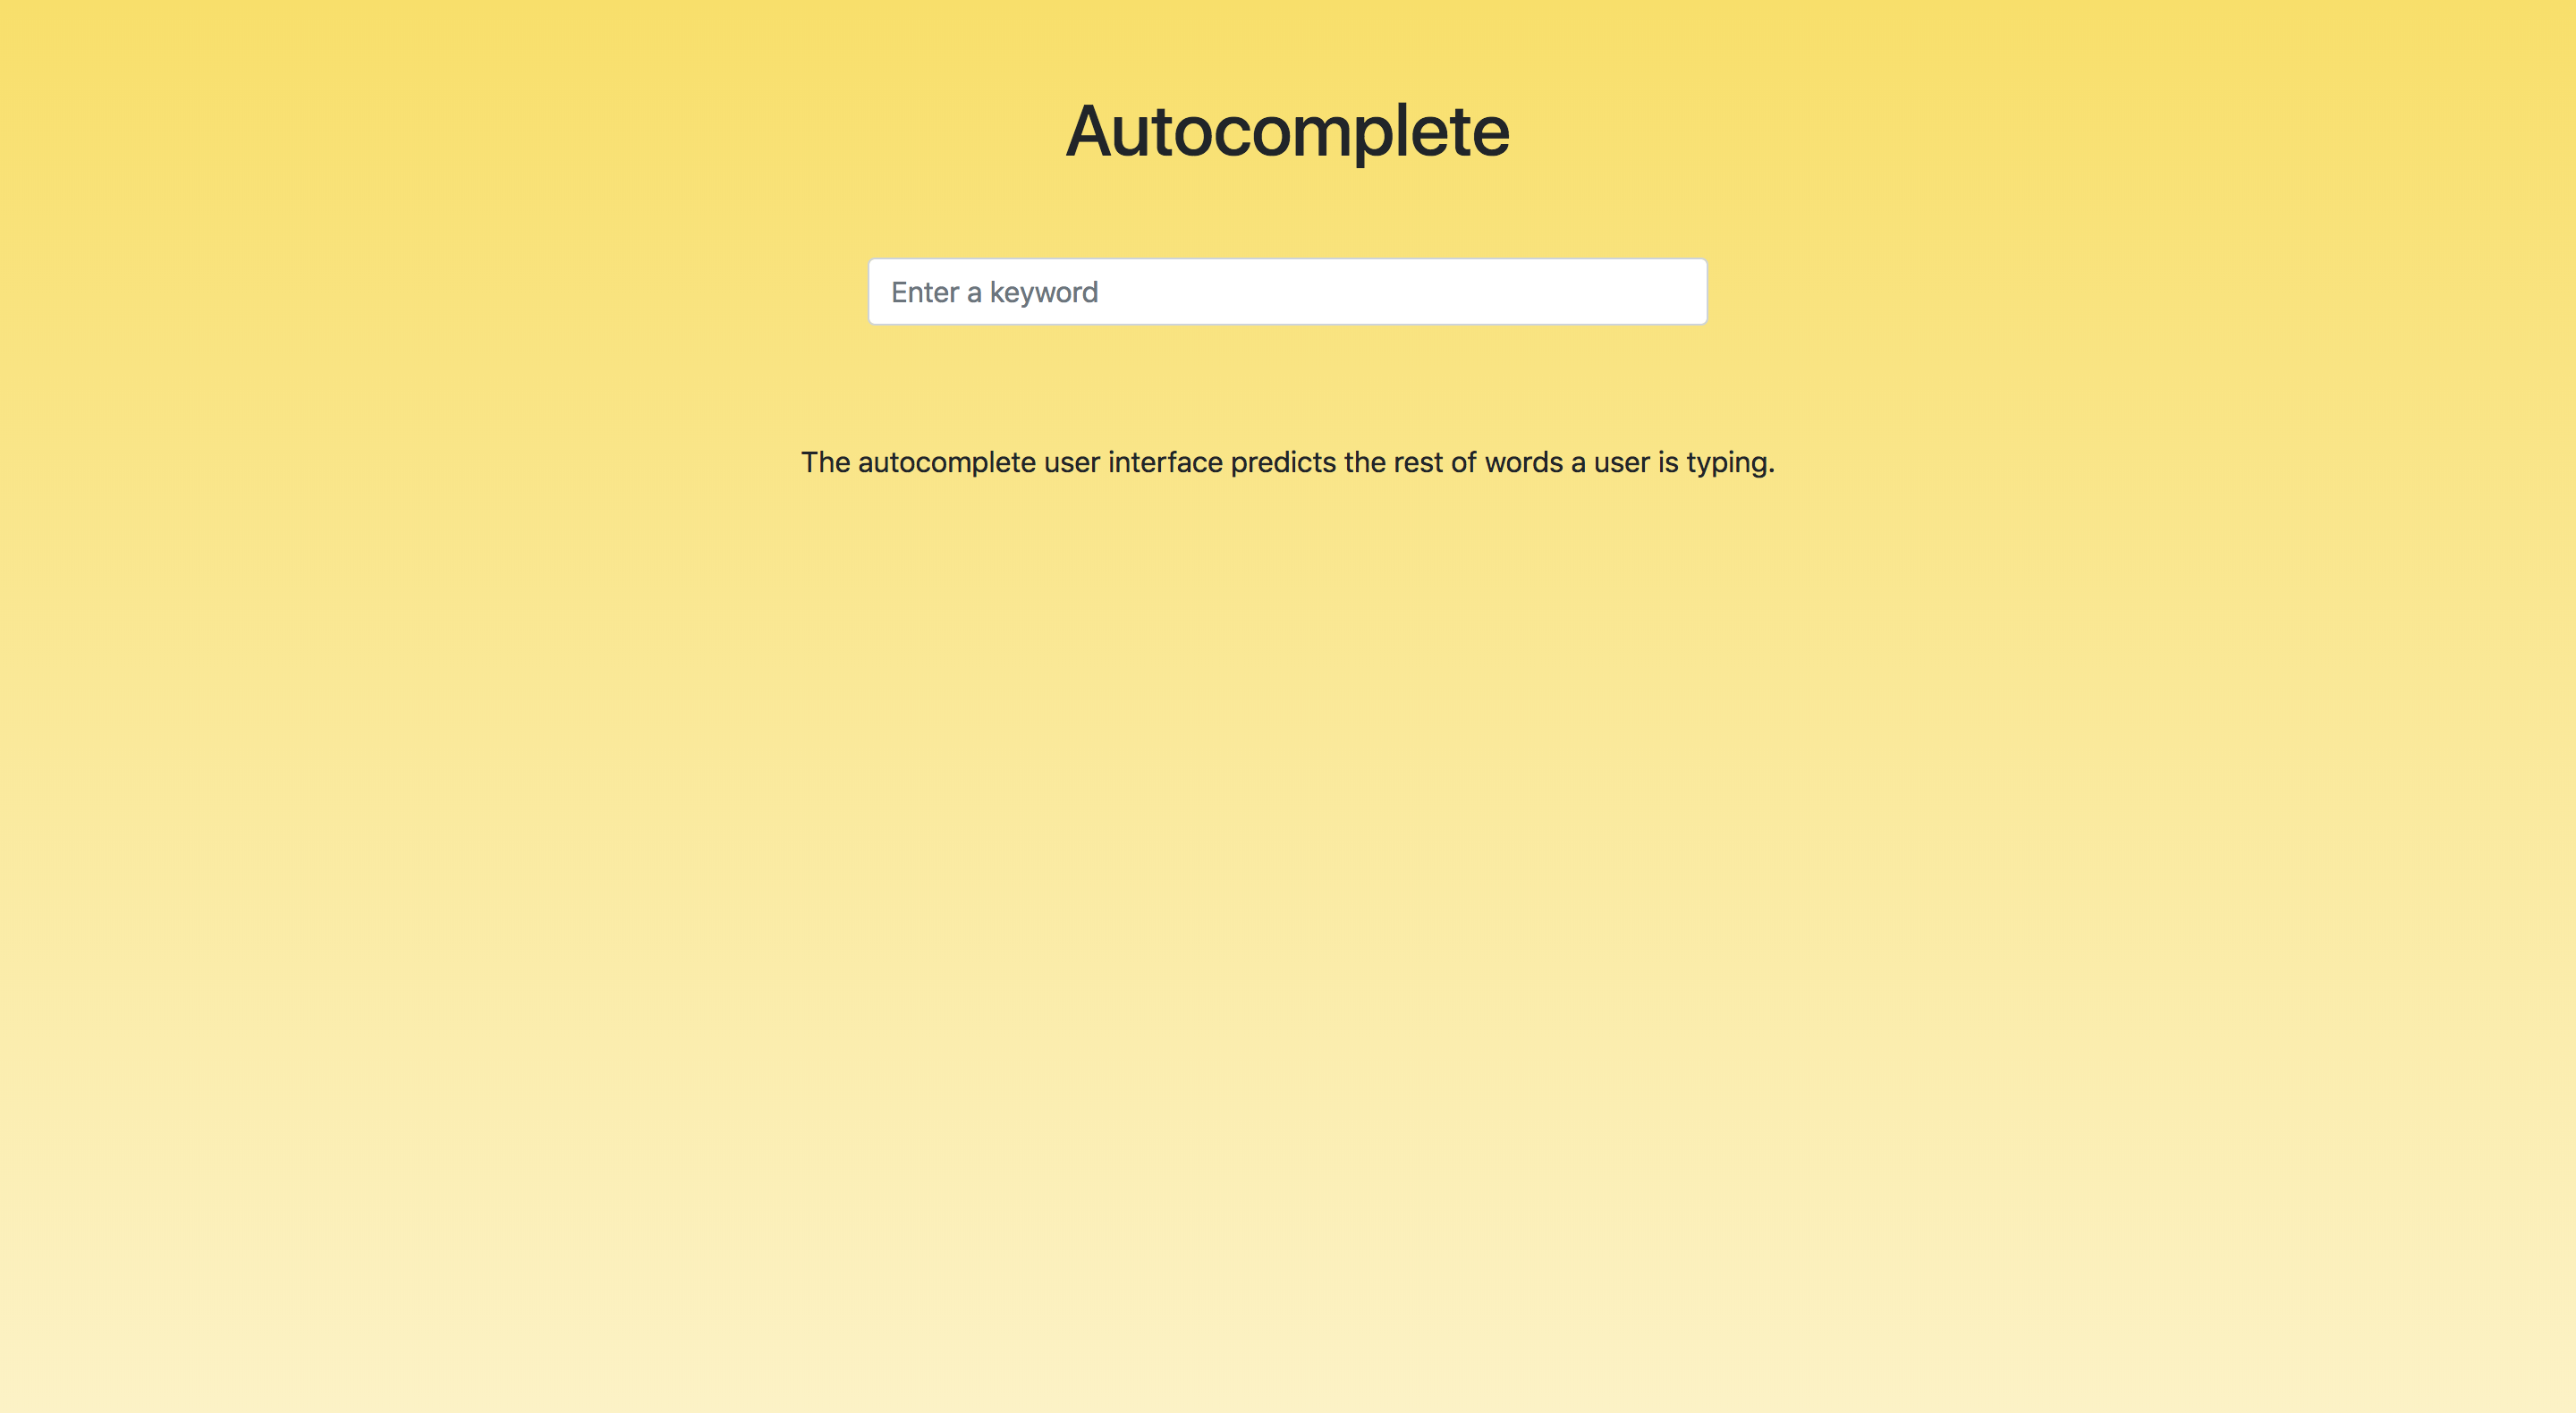 Autocomplete
Enter a keyword
The autocomplete user interface predicts the rest of words a user is typing.